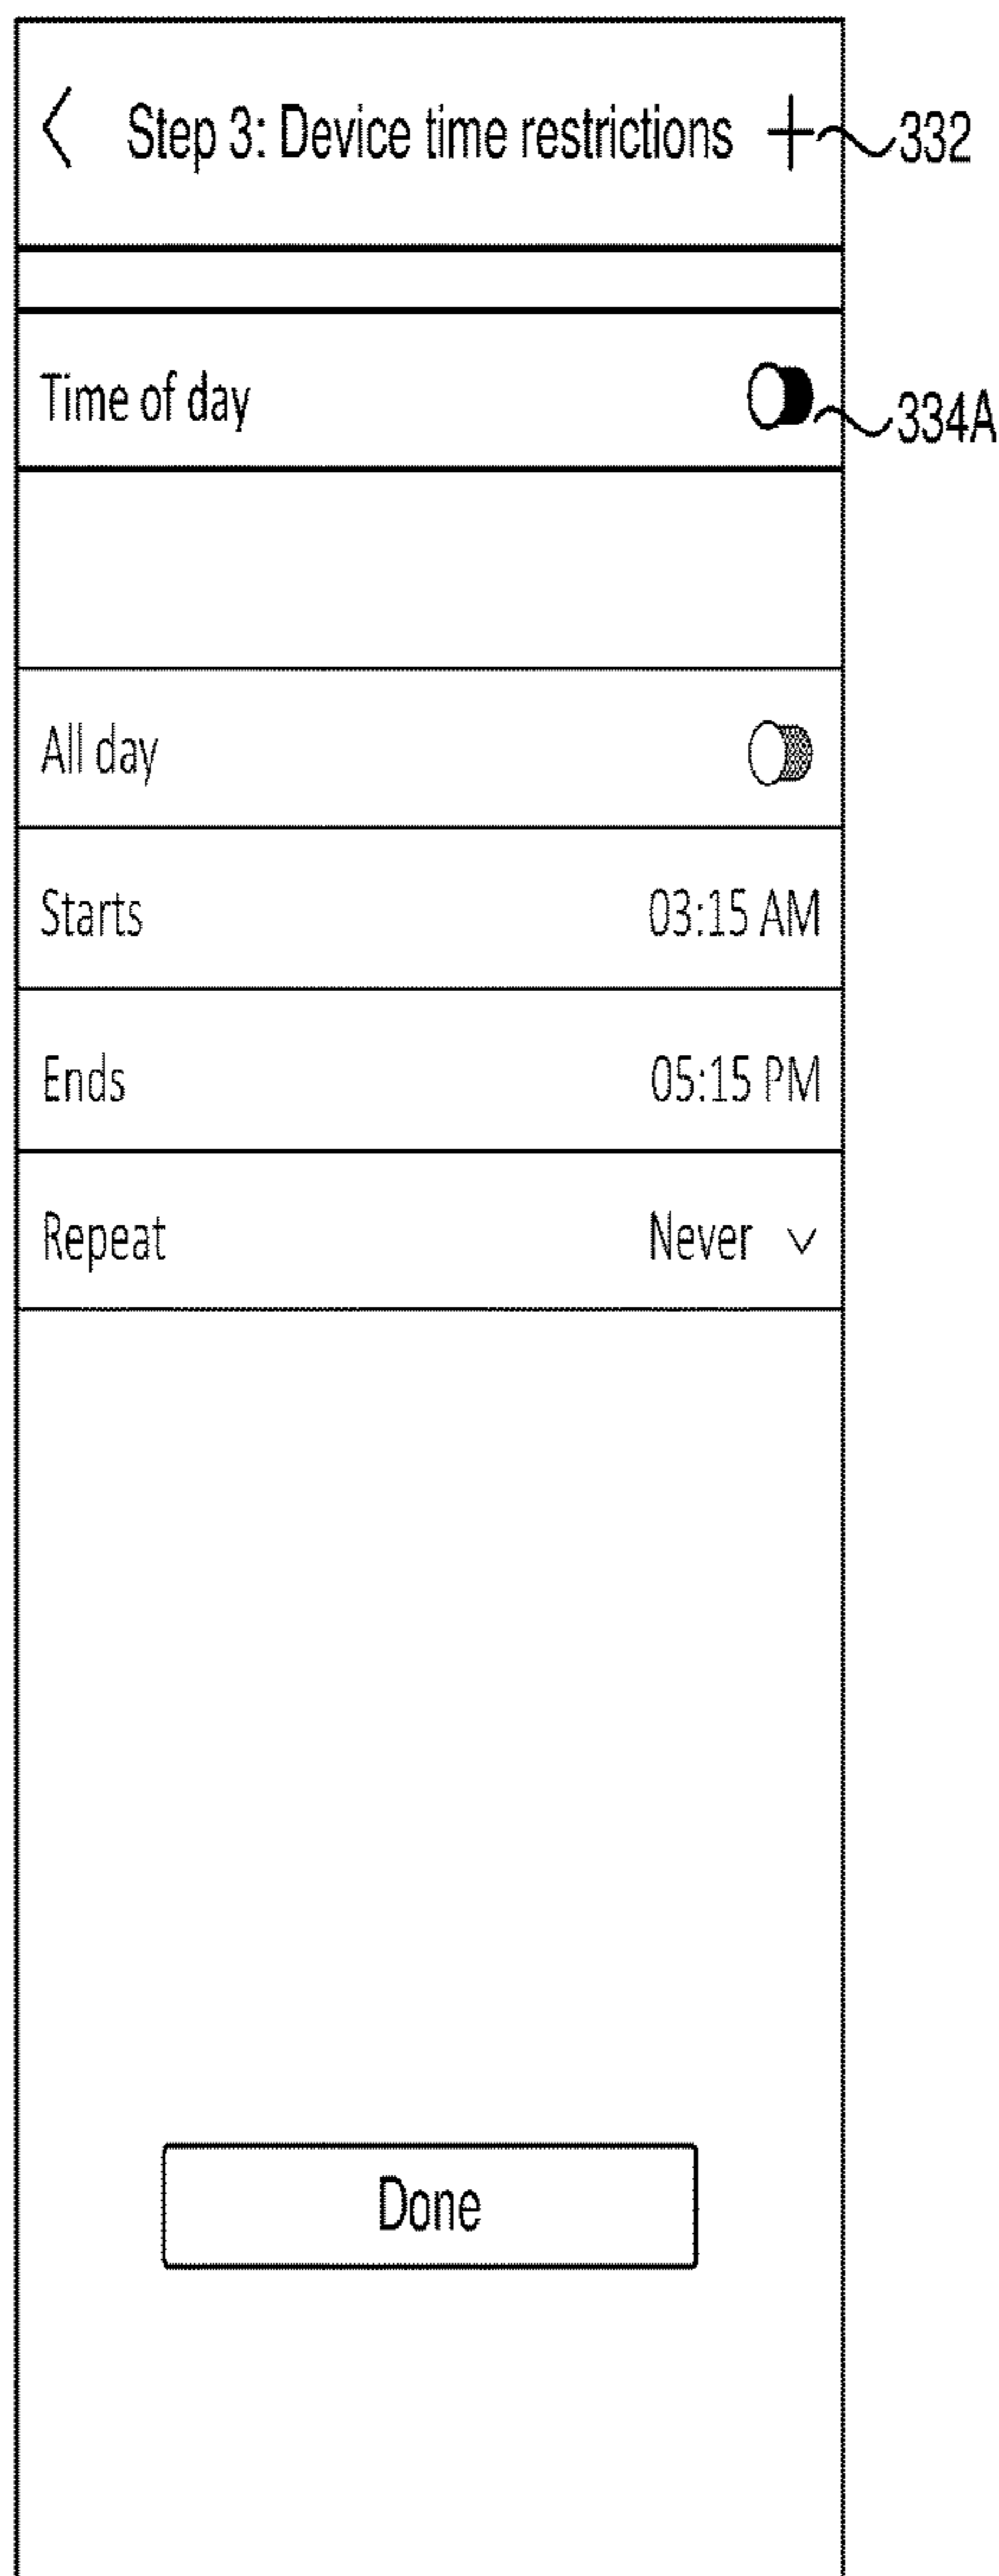 Step 3: Device time restrictions + 332
Time of day 334A
All day
Starts 03:15 AM
Ends 05:15 PM
Repeat Never
Done